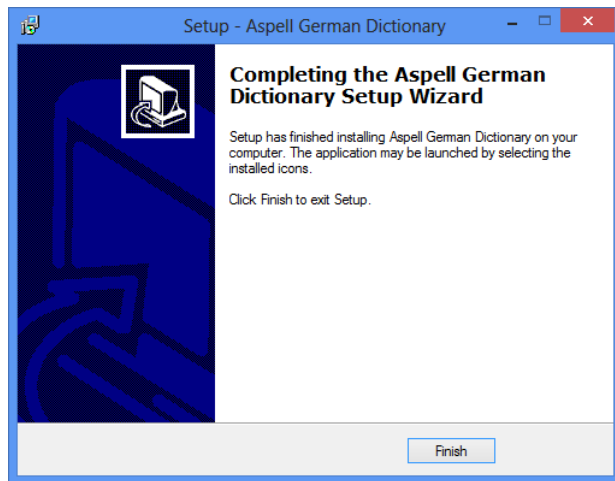 Setup - Aspell German Dictionary
Completing the Aspell German
Dictionary Setup Wizard
Setup has finished installing Aspell German Dictionary on your
computer. The application may be launched by selecting the
installed icons.
Click Finish to exit Setup.
Finish